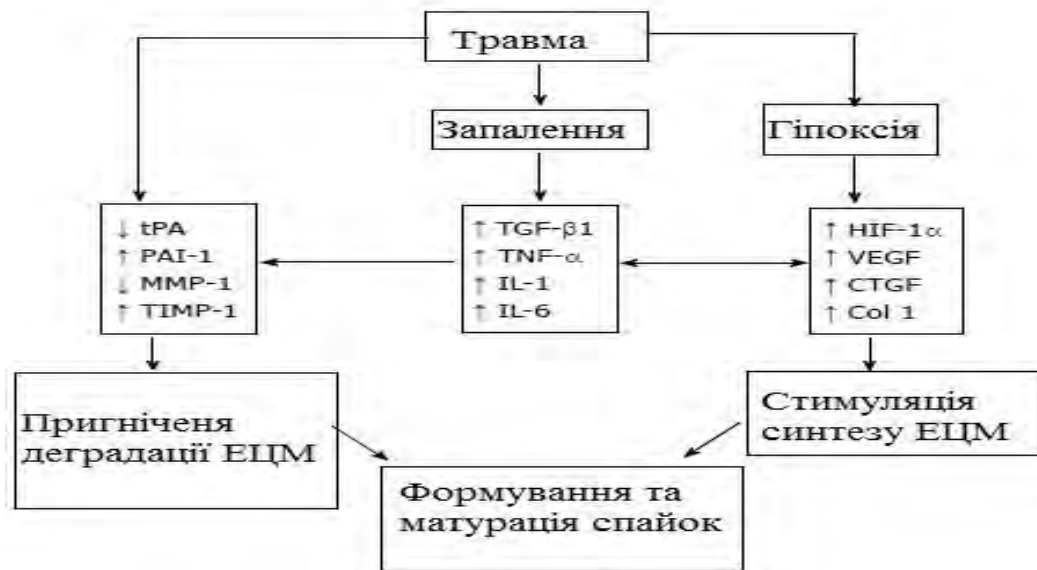 Травма
Запалення
Гіпоксія
↓ tPA
↑ PAI-1
↓ MMP-1
↑ TIMP-1
↑ TGF-β1
↑ TNF-α
↑ IL-1
↑ IL-6
↑ HIF-1α
↑ VEGF
↑ CTGF
↑ Col 1
Пригніченя
деградації ЕЦМ
Стимуляція
синтезу ЕЦМ
Формування та
матурація спайок